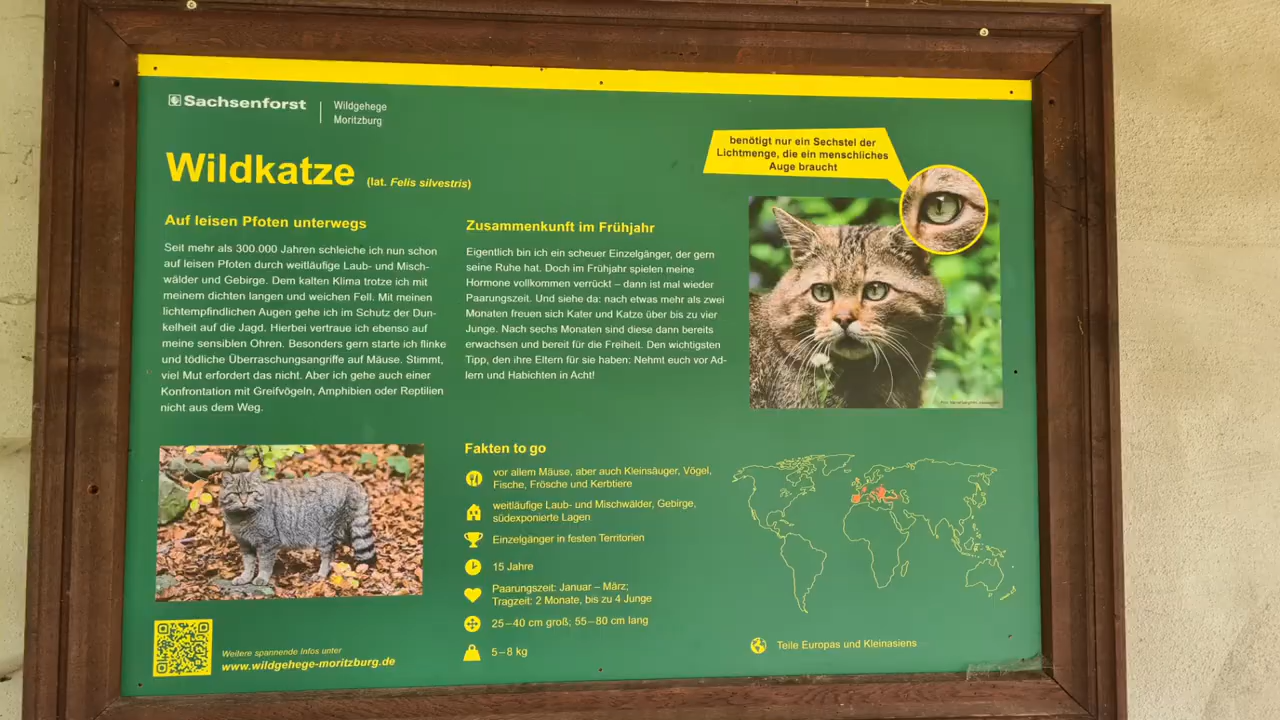 Sachsenforst
Wildgehege
Moritzburg
Wildkatze (lat. Felis silvestris)
Auf leisen Pfoten unterwegs
Seit mehr als 300.000 Jahren schleiche ich nun schon
auf leisen Pfoten durch weitläufige Laub- und Misch-
wälder und Gebirge. Dem kalten Klima trotze ich mit
meinem dichten langen und weichen Fell. Mit meinen
lichtempfindlichen Augen gehe ich im Schutz der Dun-
kelheit auf die Jagd. Hierbei vertraue ich ebenso auf
meine sensiblen Ohren. Besonders gern starte ich flinke
und tödliche Überraschungsangriffe auf Mäuse. Stimmt,
viel Mut erfordert das nicht. Aber ich gehe auch einer
Konfrontation mit Greifvögeln, Amphibien oder Reptilien
nicht aus dem Weg.
Zusammenkunft im Frühjahr
Eigentlich bin ich ein scheuer Einzelgänger, der gern
seine Ruhe hat. Doch im Frühjahr spielen meine
Hormone vollkommen verrückt – dann ist mal wieder
Paarungszeit. Und siehe da: nach etwas mehr als zwei
Monaten freuen sich Kater und Katze über bis zu vier
Junge. Nach sechs Monaten sind diese dann bereits
erwachsen und bereit für die Freiheit. Den wichtigsten
Tipp, den ihre Eltern für sie haben: Nehmt euch vor Ad-
lern und Habichten in Acht!
benötigt nur ein Sechstel der
Lichtmenge, die ein menschliches
Auge braucht
Fakten to go
vor allem Mäuse, aber auch Kleinsäuger, Vögel,
Fische, Frösche und Kerbtiere
weitläufige Laub- und Mischwälder, Gebirge,
südexponierte Lagen
Einzelgänger in festen Territorien
15 Jahre
Paarungszeit: Januar – März;
Tragzeit: 2 Monate, bis zu 4 Junge
25–40 cm groß; 55–80 cm lang
5–8 kg
Teile Europas und Kleinasiens
Weitere spannende Infos unter
www.wildgehege-moritzburg.de